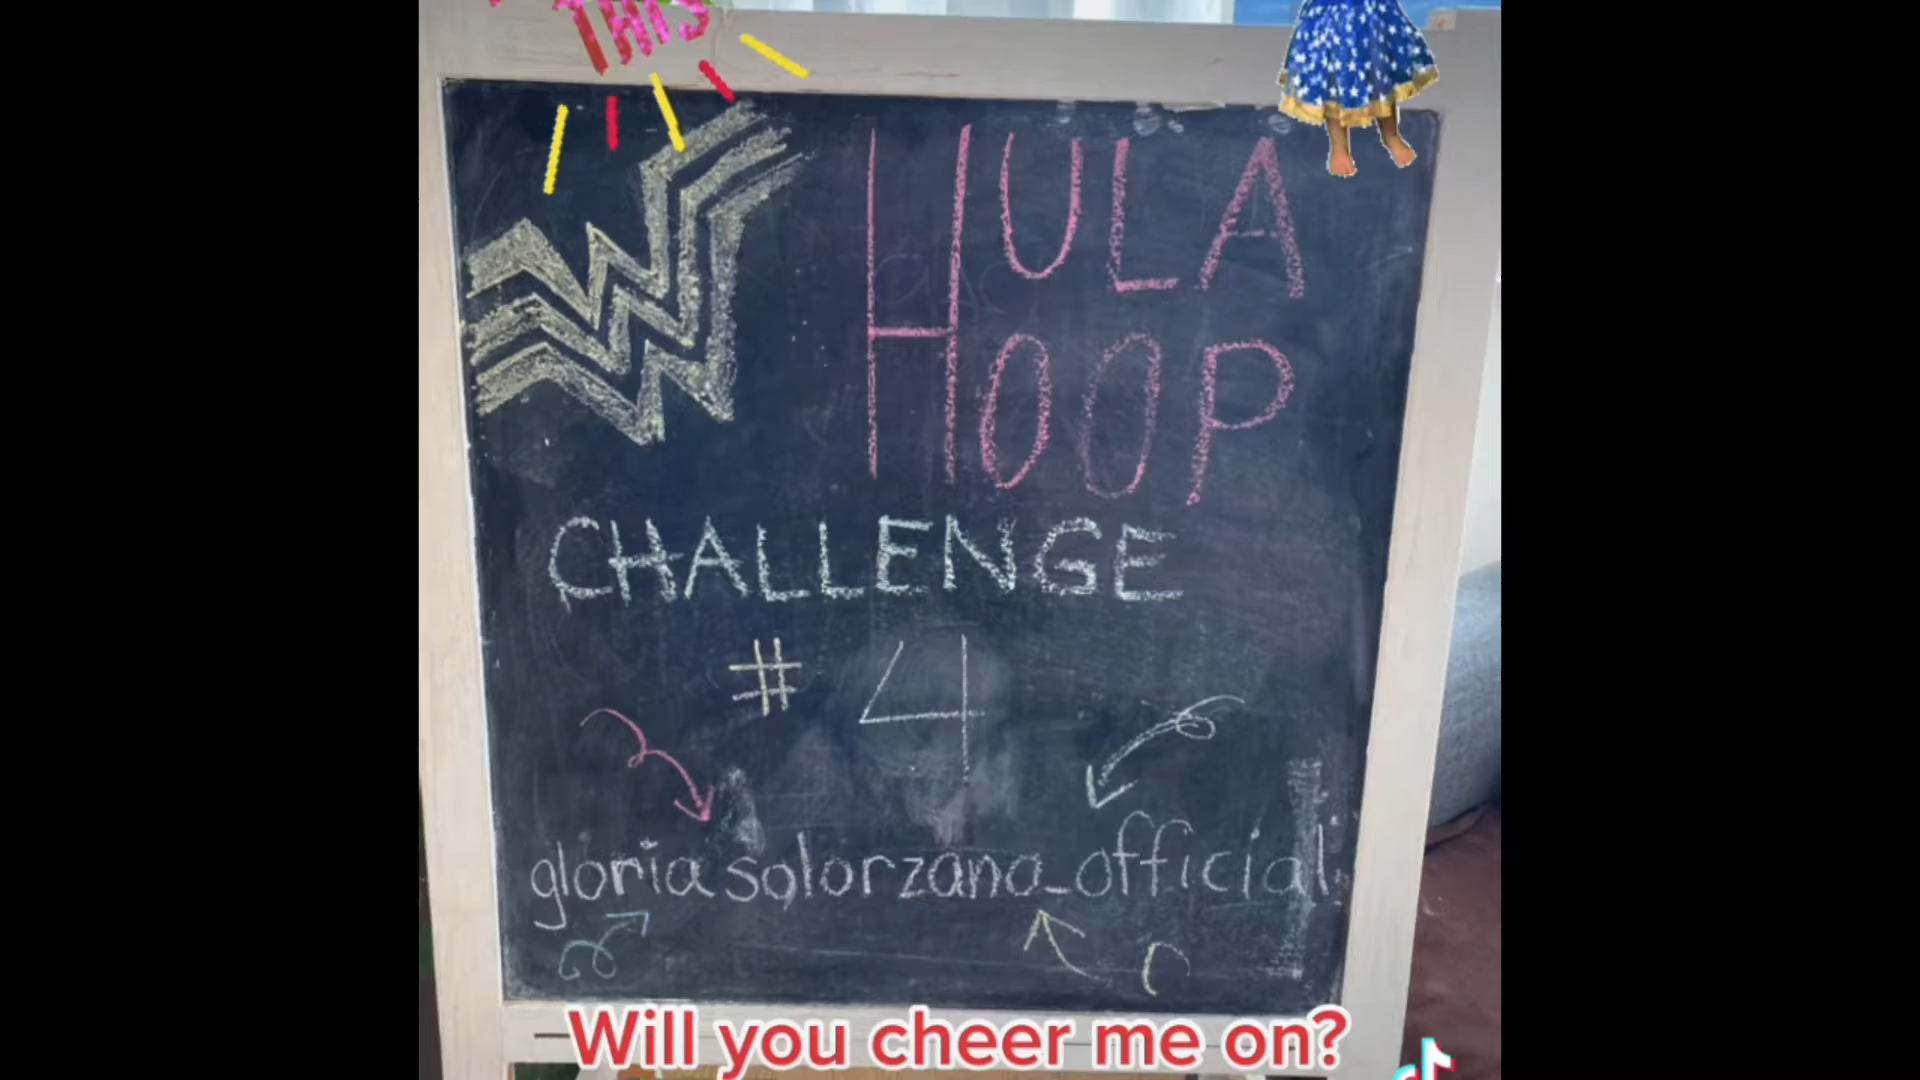 THIS
HULA
HOOP
CHALLENGE
# 4
gloriasolorzano_official
Will you cheer me on?